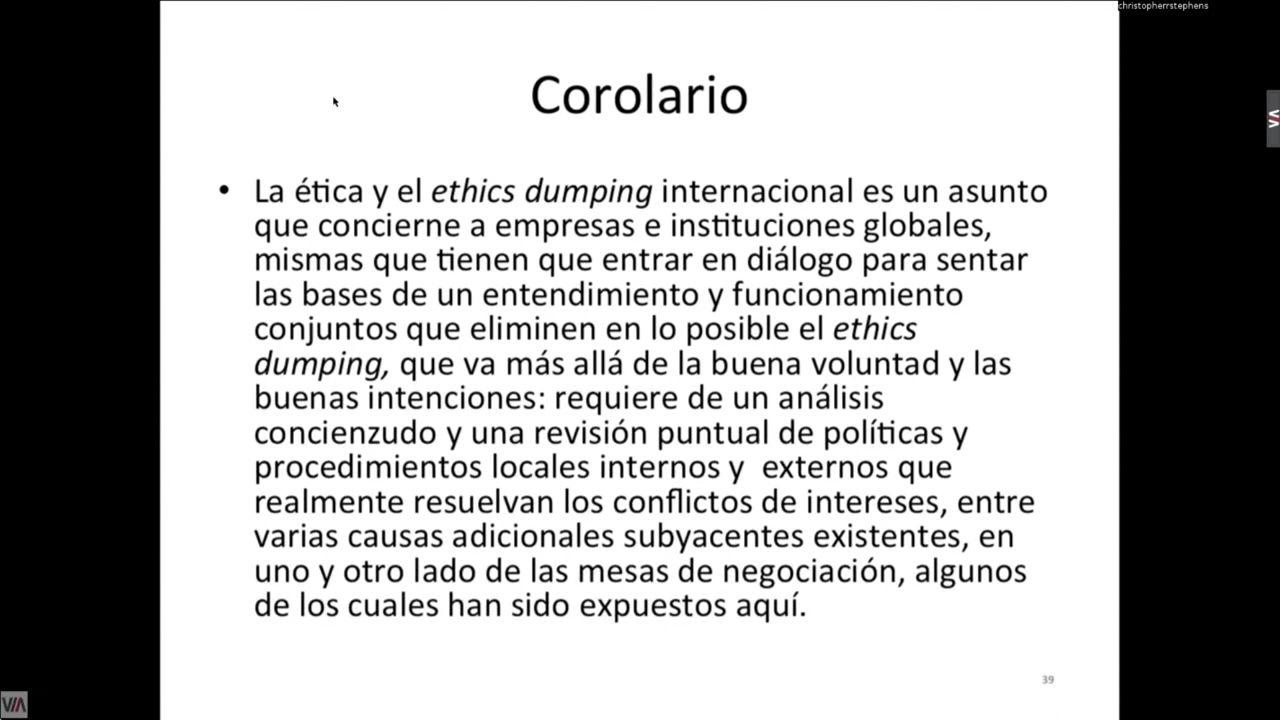 christopherrstephens
Corolario
• La ética y el ethics dumping internacional es un asunto
que concierne a empresas e instituciones globales,
mismas que tienen que entrar en diálogo para sentar
las bases de un entendimiento y funcionamiento
conjuntos que eliminen en lo posible el ethics
dumping, que va más allá de la buena voluntad y las
buenas intenciones: requiere de un análisis
concienzudo y una revisión puntual de políticas y
procedimientos locales internos y  externos que
realmente resuelvan los conflictos de intereses, entre
varias causas adicionales subyacentes existentes, en
uno y otro lado de las mesas de negociación, algunos
de los cuales han sido expuestos aquí.
39
VIA